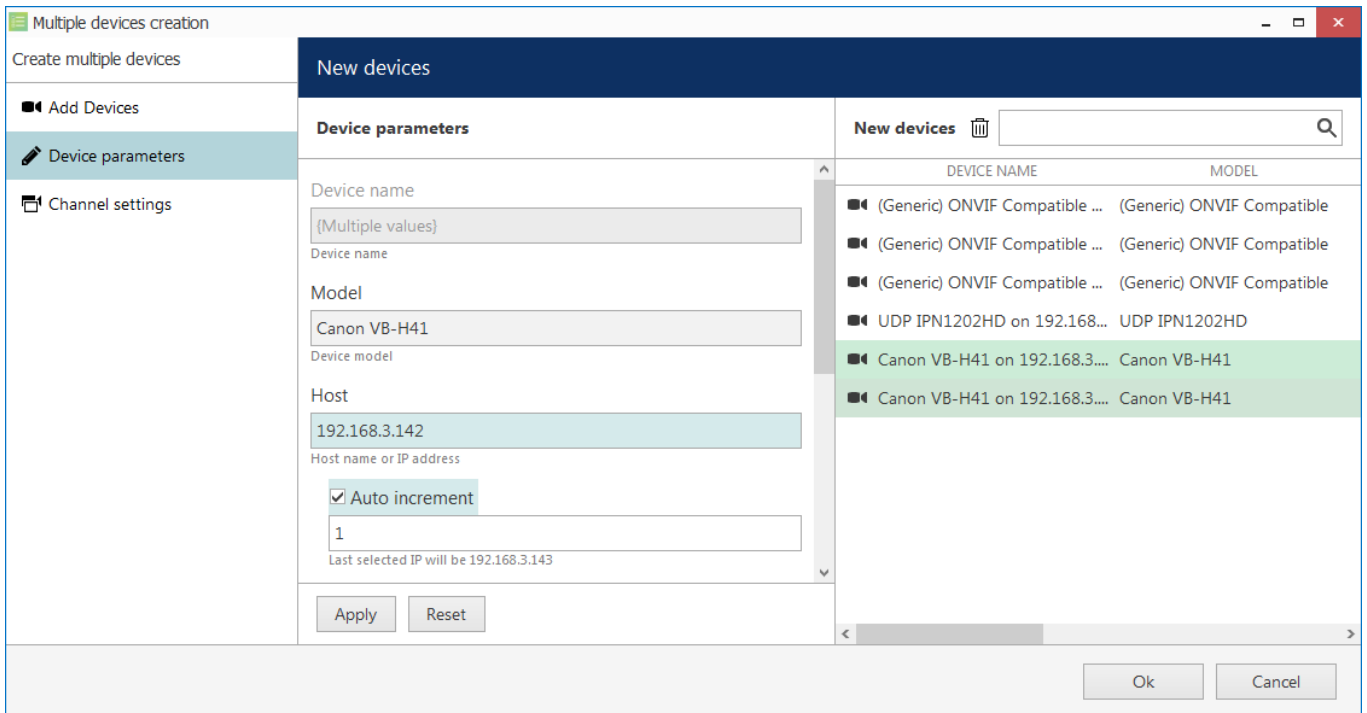 Multiple devices creation
Create multiple devices
Add Devices
Device parameters
Channel settings
New devices
Device parameters
Device name
{Multiple values}
Device name
Model
Canon VB-H41
Device model
Host
192.168.3.142
Host name or IP address
Auto increment
1
Last selected IP will be 192.168.3.143
Apply Reset
New devices
DEVICE NAME MODEL
(Generic) ONVIF Compatible ... (Generic) ONVIF Compatible
(Generic) ONVIF Compatible ... (Generic) ONVIF Compatible
(Generic) ONVIF Compatible ... (Generic) ONVIF Compatible
UDP IPN1202HD on 192.168... UDP IPN1202HD
Canon VB-H41 on 192.168.3.... Canon VB-H41
Canon VB-H41 on 192.168.3.... Canon VB-H41
Ok Cancel